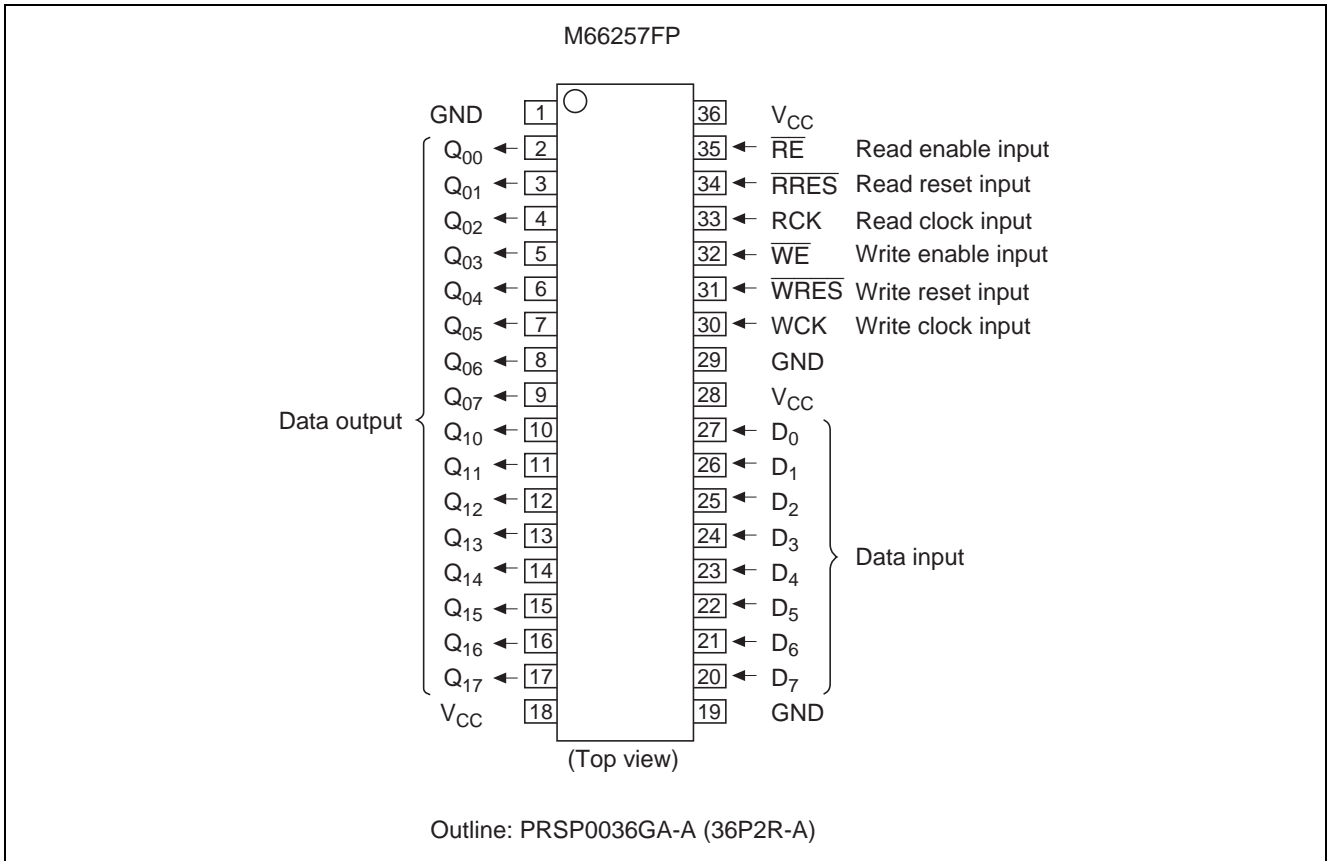 M66257FP
GND 1 36 VCC
Q00 2 35 RE Read enable input
Q01 3 34 RRES Read reset input
Q02 4 33 RCK Read clock input
Q03 5 32 WE Write enable input
Q04 6 31 WRES Write reset input
Q05 7 30 WCK Write clock input
Q06 8 29 GND
Q07 9 28 VCC
Data output
Q10 10 27 D0
Q11 11 26 D1
Q12 12 25 D2
Q13 13 24 D3
Data input
Q14 14 23 D4
Q15 15 22 D5
Q16 16 21 D6
Q17 17 20 D7
VCC 18 19 GND
(Top view)
Outline: PRSP0036GA-A (36P2R-A)